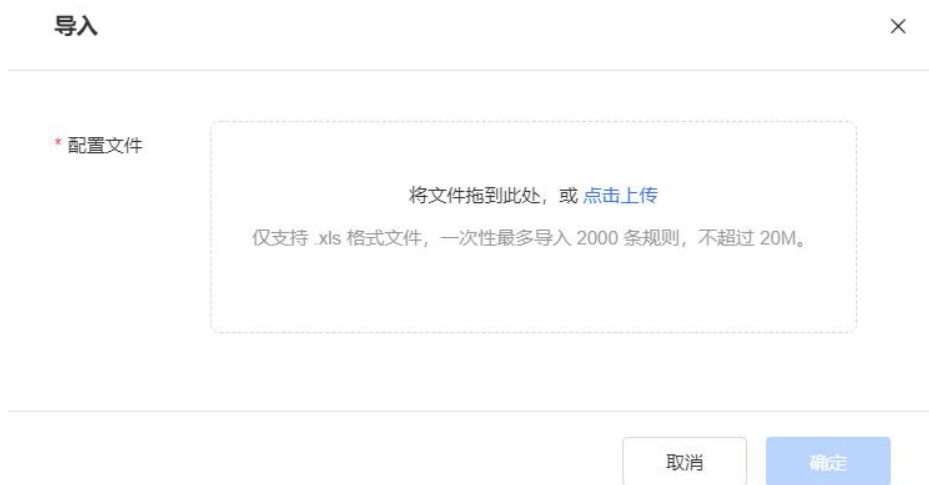 导入
* 配置文件
将文件拖到此处，或 点击上传
仅支持 .xls 格式文件，一次性最多导入 2000 条规则，不超过 20M。
取消
确定